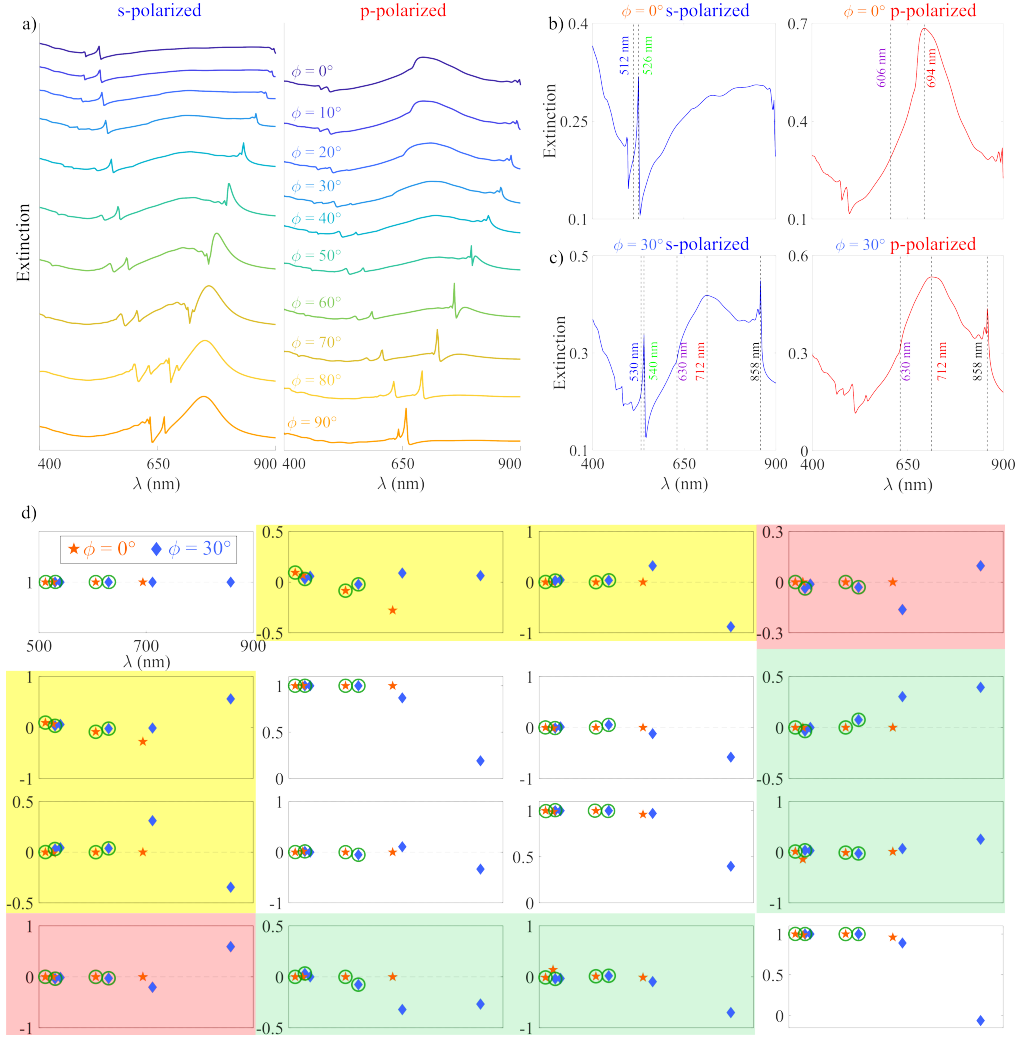 s-polarized p-polarized
a)
ϕ = 0°
ϕ = 10°
ϕ = 20°
ϕ = 30°
ϕ = 40°
ϕ = 50°
ϕ = 60°
ϕ = 70°
ϕ = 80°
ϕ = 90°
Extinction
400 650 900 400 650 900
λ (nm) λ (nm)
b) ϕ = 0° s-polarized ϕ = 0° p-polarized
0.4 0.7
512 nm 526 nm 606 nm 694 nm
Extinction
0.25 0.4
0.1 0.1
c) ϕ = 30° s-polarized ϕ = 30° p-polarized
0.5 0.6
Extinction
0.3 0.3
530 nm 540 nm 630 nm 712 nm 858 nm 630 nm 712 nm 858 nm
0.1 0
400 650 900 400 650 900
λ (nm) λ (nm)
d)
ϕ = 0° ϕ = 30°
1
500 700 900
λ (nm)
0.5
0
-0.5
1
0
-1
0.3
0
-0.3
1
0
-1
1
0.5
0
1
0
-1
0.5
0
-0.5
0.5
0
-0.5
1
0
-1
1
0.5
0
1
0
-1
1
0
-1
0.5
0
-0.5
1
0
-1
1
0.5
0